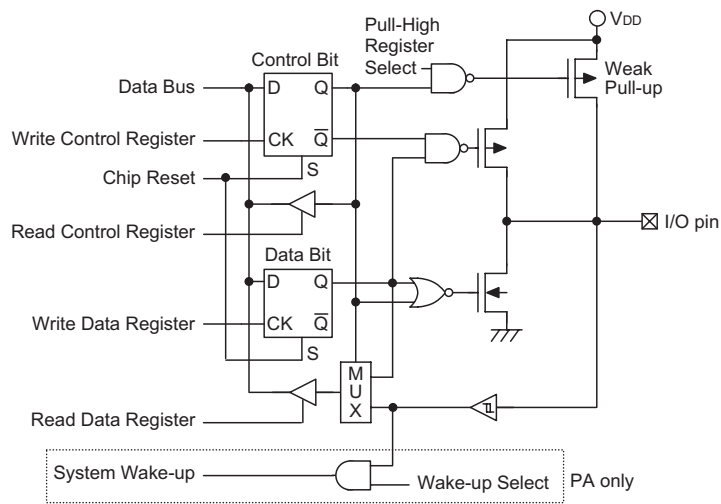 VDD
Pull-High
Register
Select
Control Bit
Weak
Pull-up
Data Bus
D
Q
Write Control Register
CK
Q
Chip Reset
S
I/O pin
Read Control Register
Data Bit
D
Q
Write Data Register
CK
Q
S
M
U
X
Read Data Register
System Wake-up
Wake-up Select
PA only